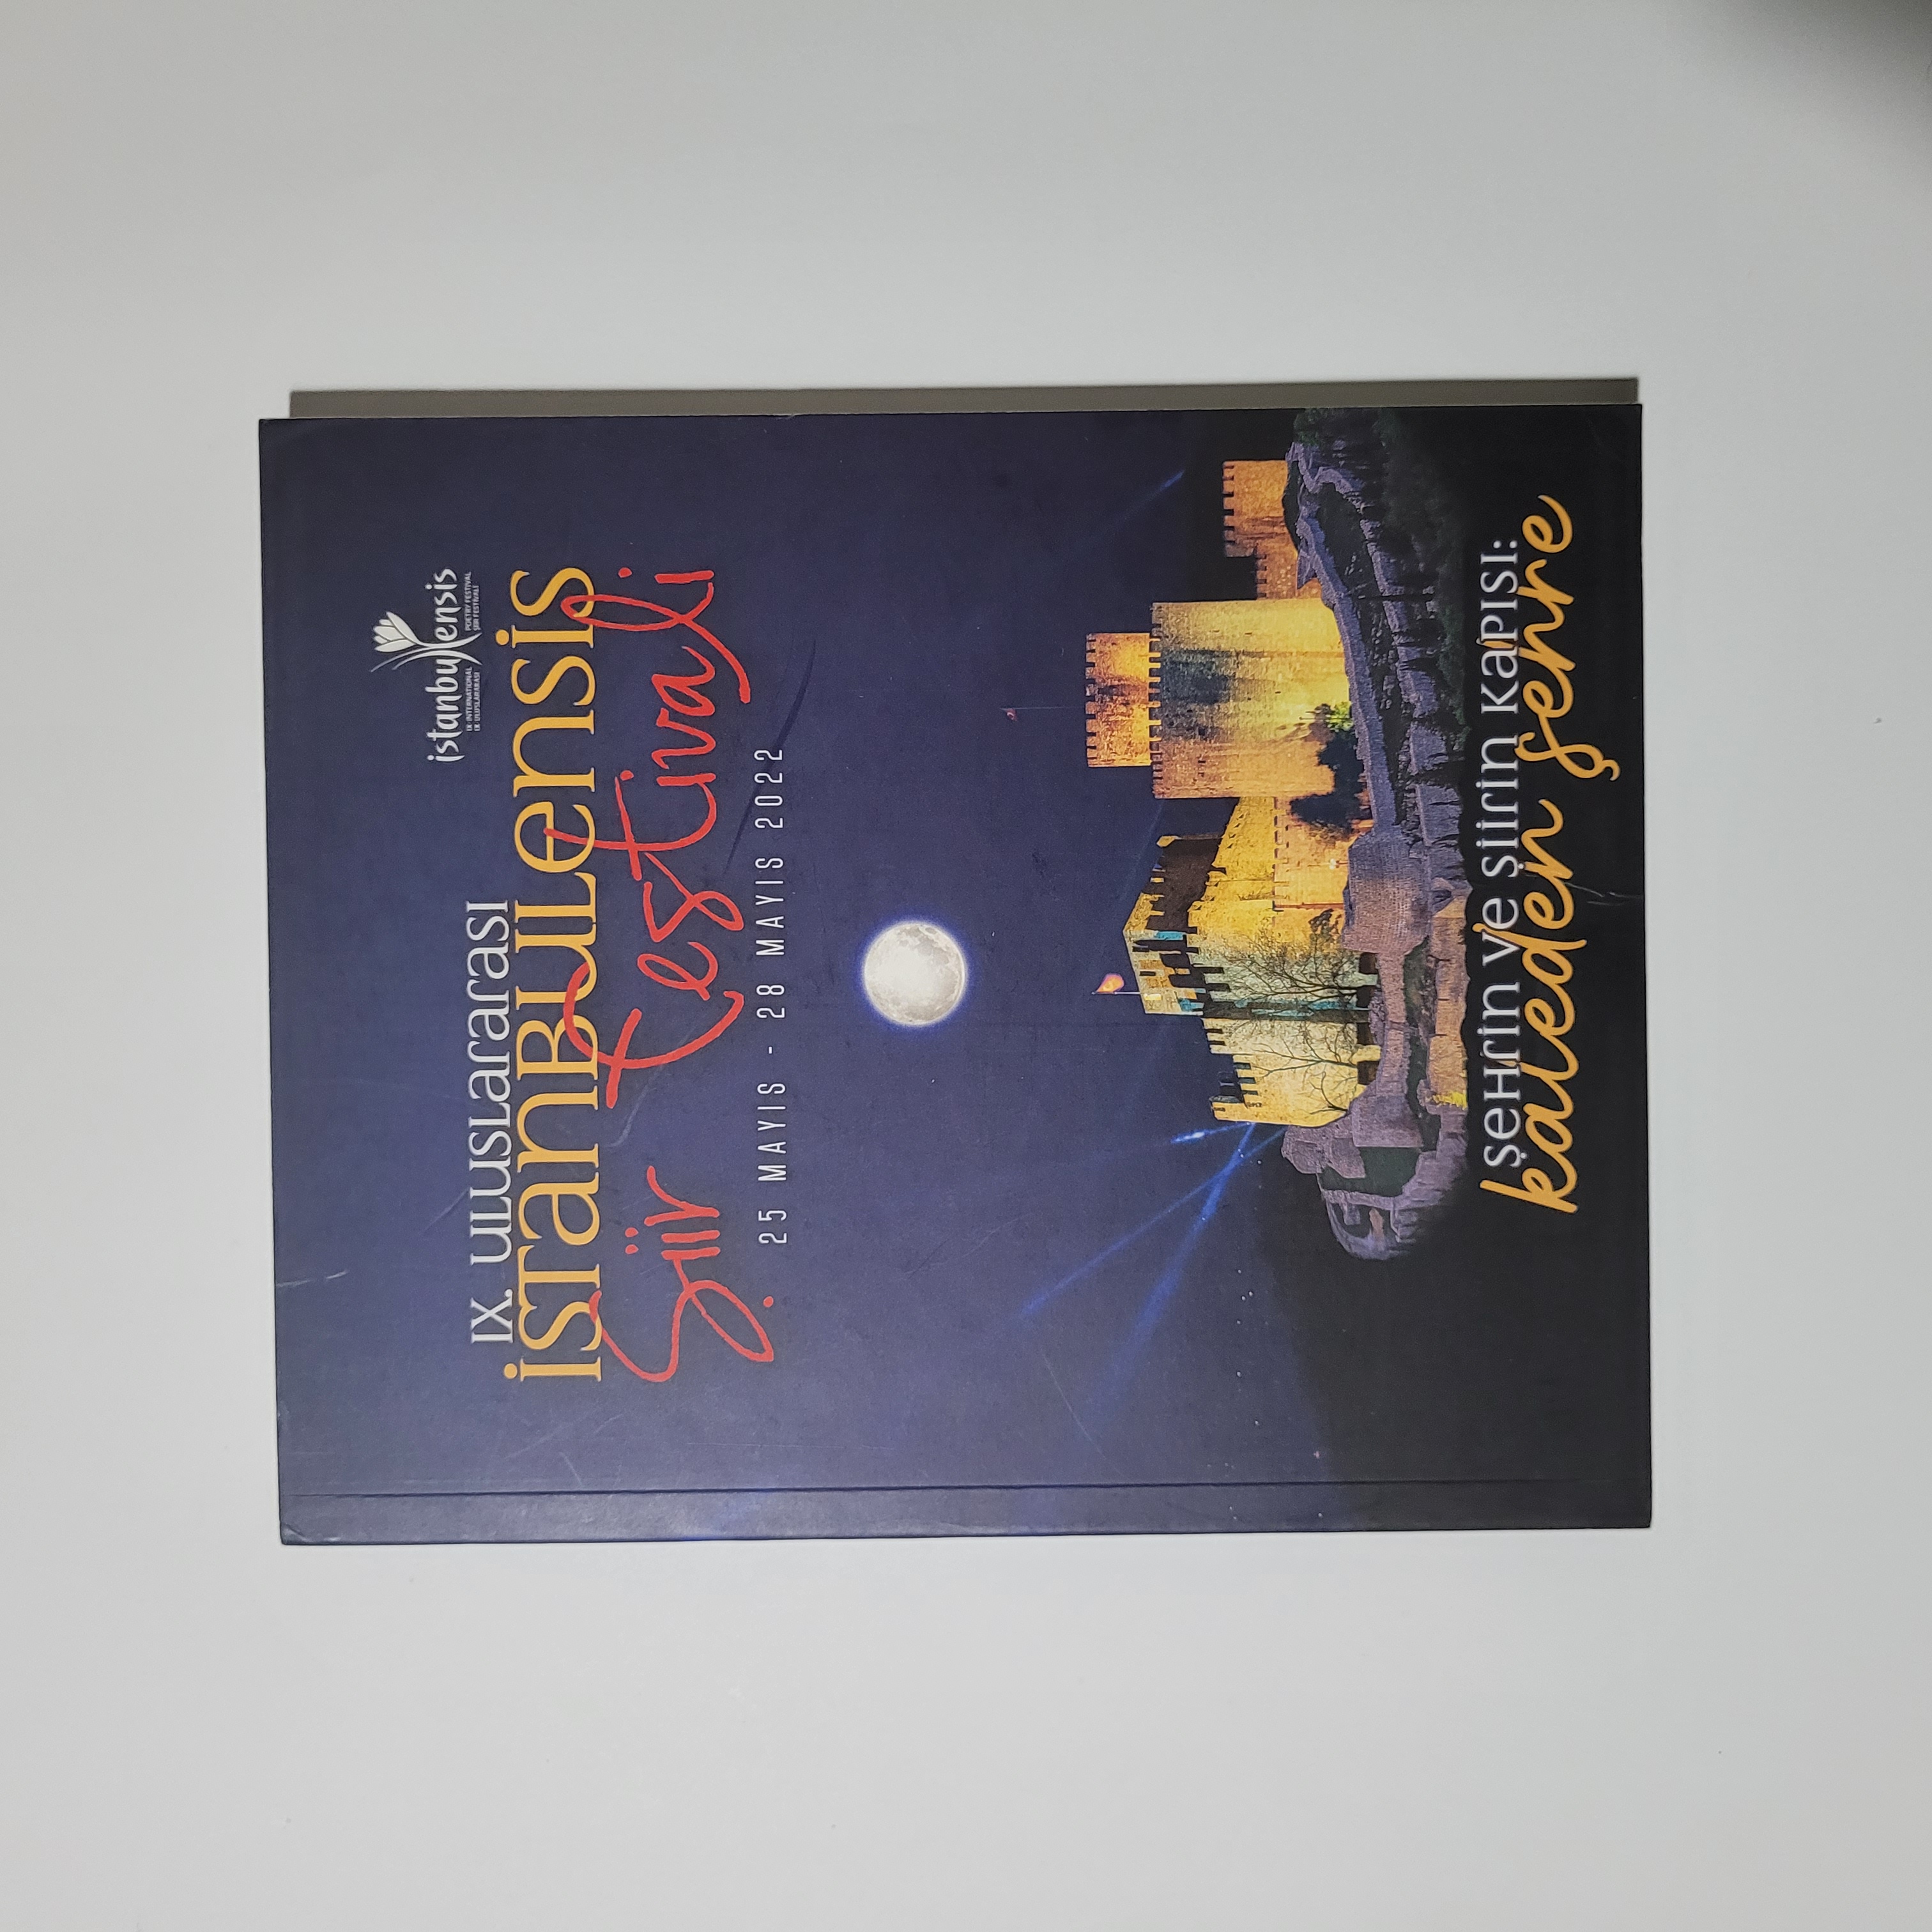 istanbulensis
IX. INTERNATIONAL POETRY FESTIVAL
IX. ULUSLARARASI ŞİİR FESTİVALİ
IX. ULUSLARARASI
İSTANBULENSİS
Şiir Festivali
25 MAYIS - 28 MAYIS 2022
ŞEHRİN VE ŞİİRİN KAPISI:
kaleden şehre